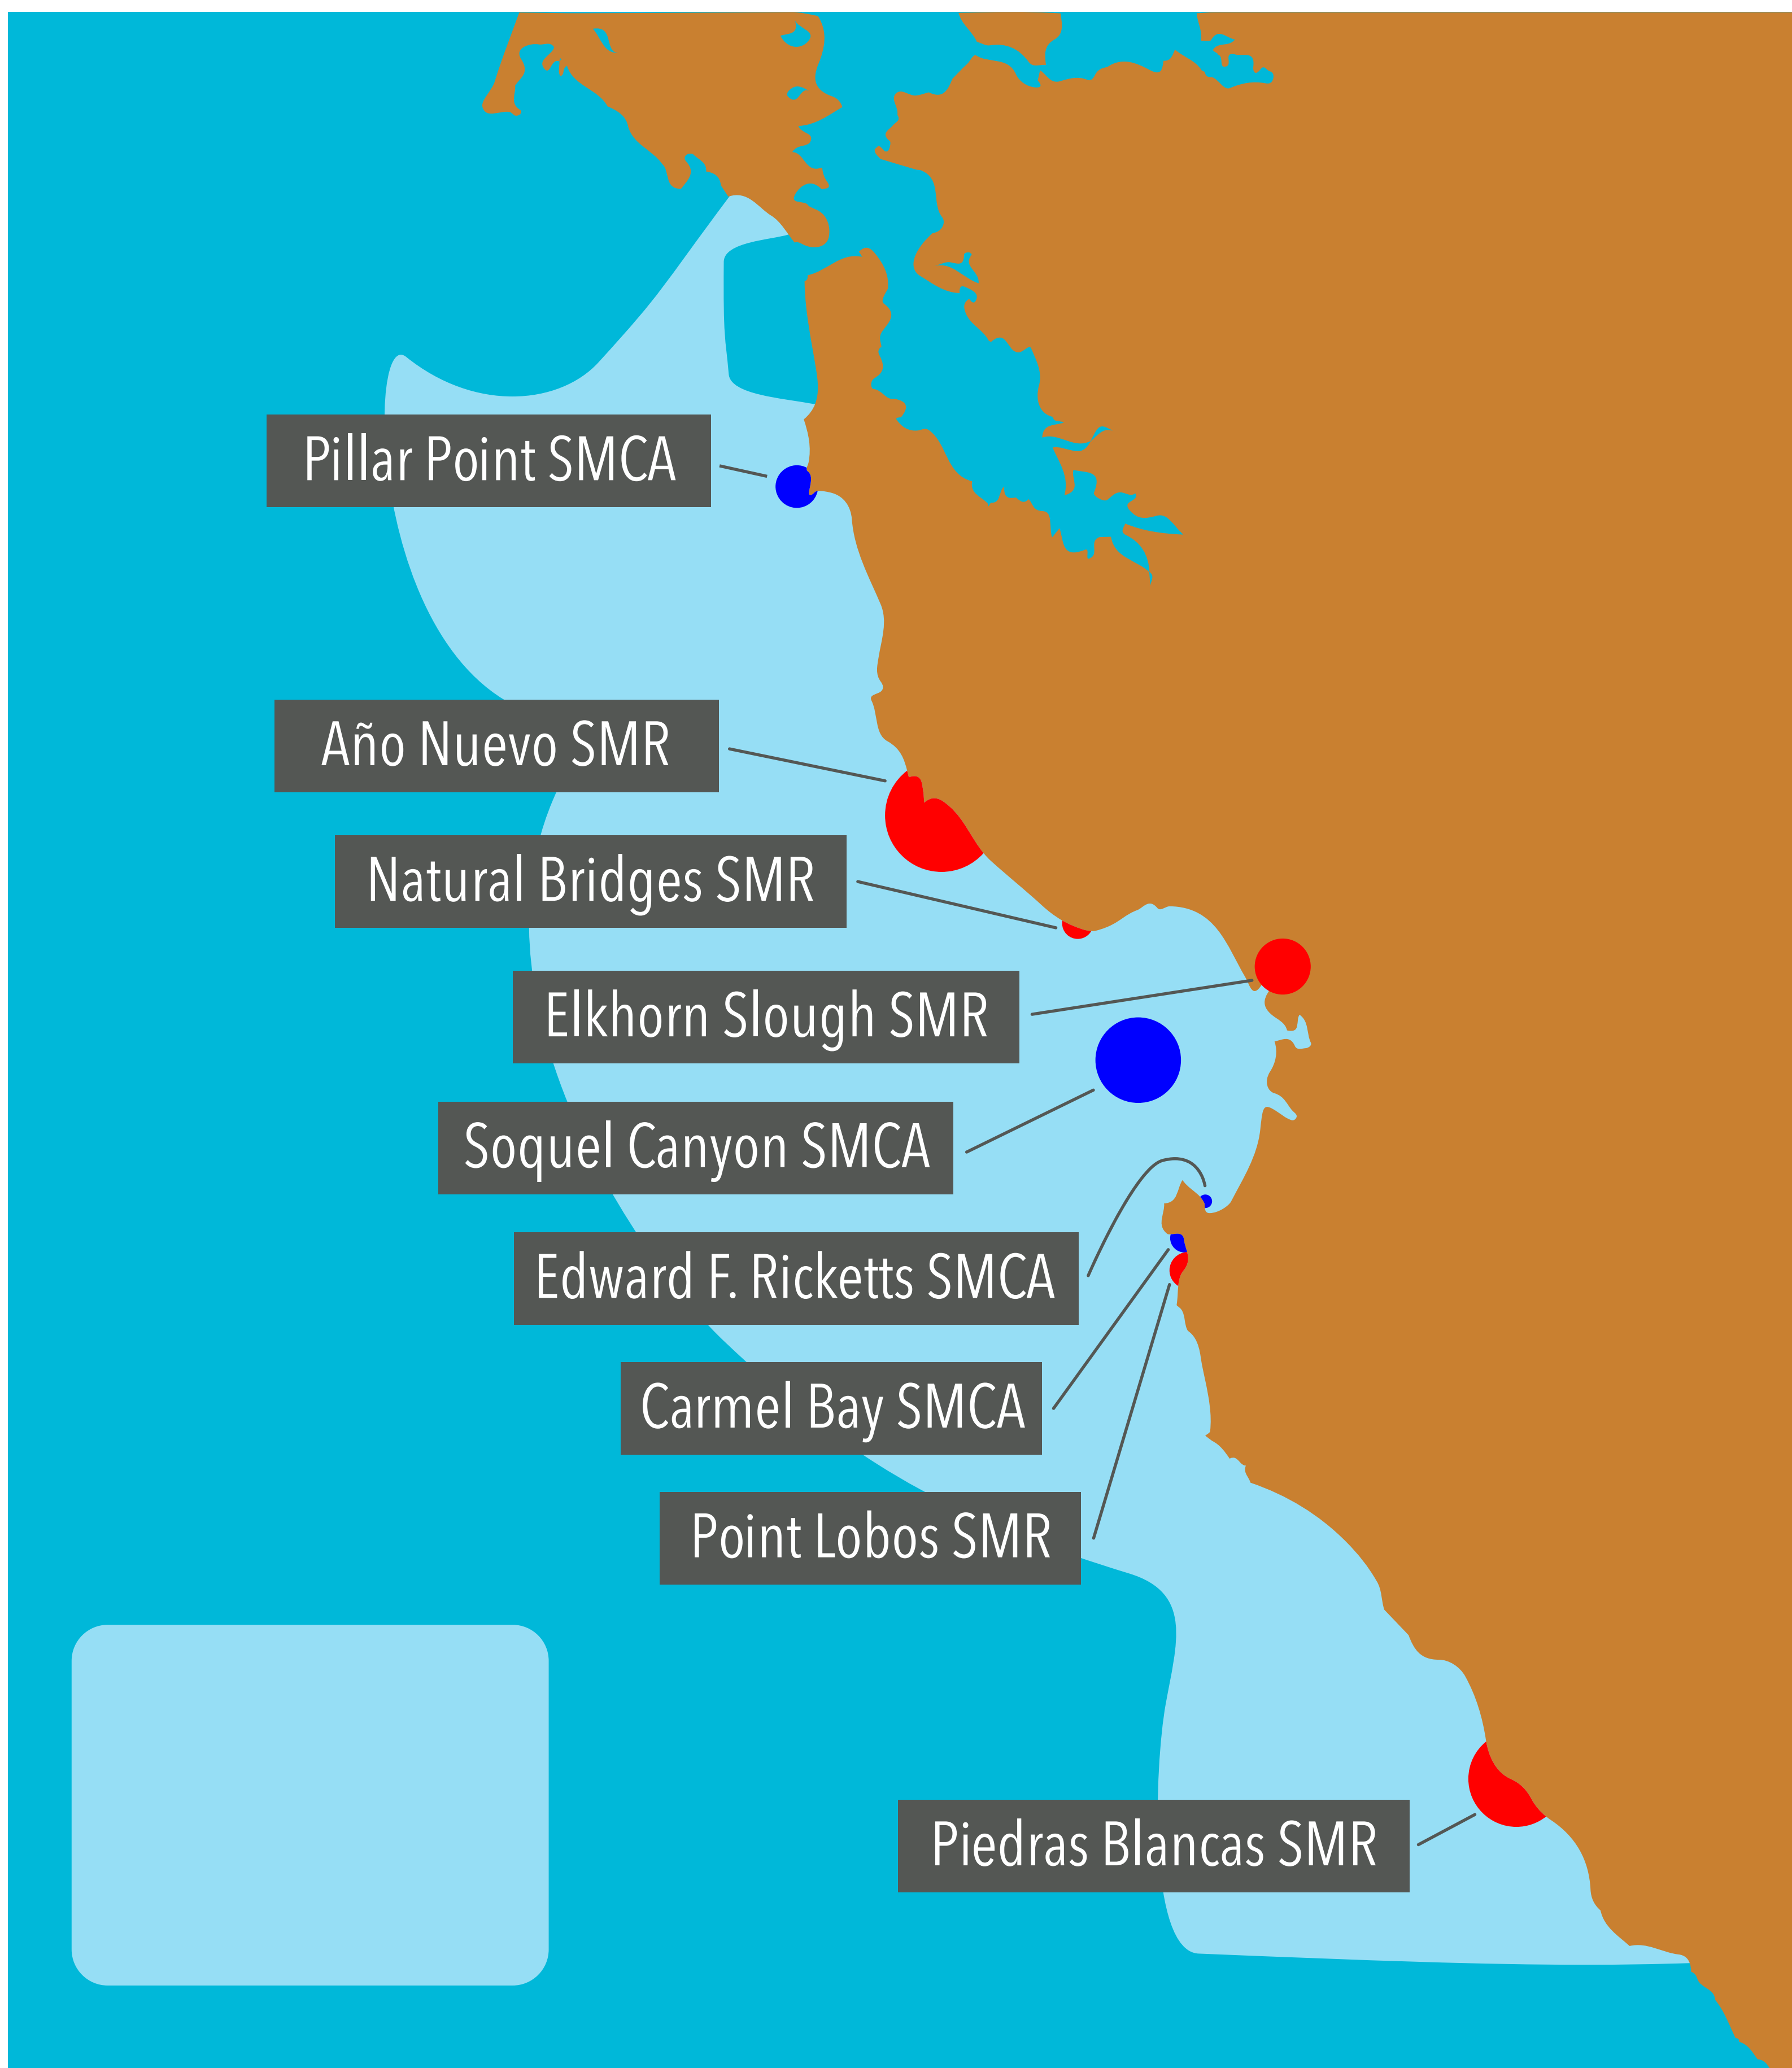 Pillar Point SMCA
Año Nuevo SMR
Natural Bridges SMR
Elkhorn Slough SMR
Soquel Canyon SMCA
Edward F. Ricketts SMCA
Carmel Bay SMCA
Point Lobos SMR
Piedras Blancas SMR